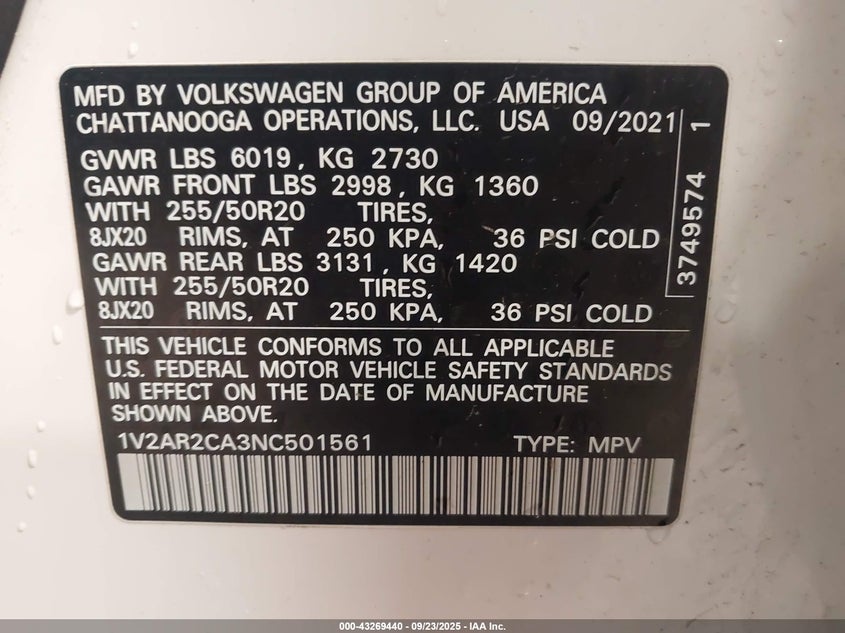 MFD BY VOLKSWAGEN GROUP OF AMERICA
CHATTANOOGA OPERATIONS, LLC. USA 09/2021
GVWR LBS 6019, KG 2730
GAWR FRONT LBS 2998, KG 1360
WITH 255/50R20 TIRES,
8JX20 RIMS, AT 250 KPA, 36 PSI COLD
GAWR REAR LBS 3131, KG 1420
WITH 255/50R20 TIRES,
8JX20 RIMS, AT 250 KPA, 36 PSI COLD
THIS VEHICLE CONFORMS TO ALL APPLICABLE
U.S. FEDERAL MOTOR VEHICLE SAFETY STANDARDS
IN EFFECT ON THE DATE OF MANUFACTURE
SHOWN ABOVE.
1V2AR2CA3NC501561 TYPE: MPV
3749574 1
000-43269440 - 09/23/2025 - IAA Inc.